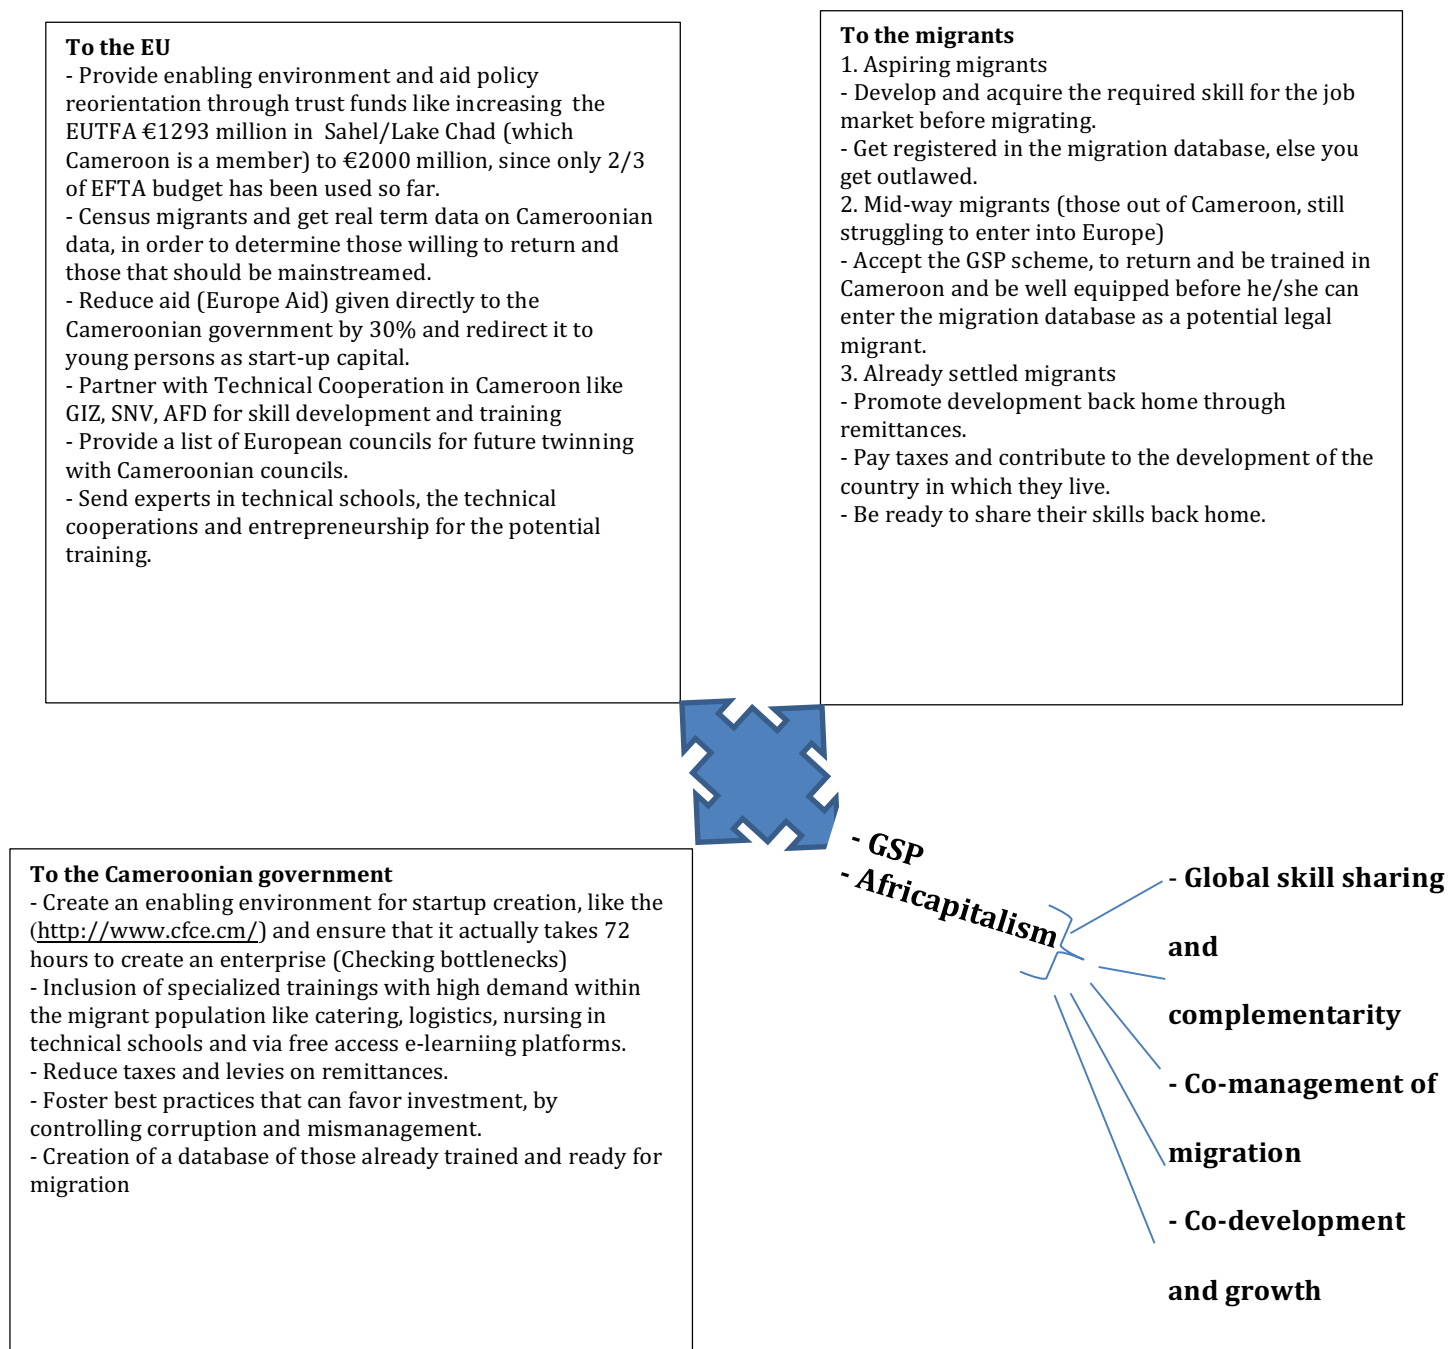 To the EU
- Provide enabling environment and aid policy
reorientation through trust funds like increasing the
EUTFA €1293 million in Sahel/Lake Chad (which
Cameroon is a member) to €2000 million, since only 2/3
of EFTA budget has been used so far.
- Census migrants and get real term data on Cameroonian
data, in order to determine those willing to return and
those that should be mainstreamed.
- Reduce aid (Europe Aid) given directly to the
Cameroonian government by 30% and redirect it to
young persons as start-up capital.
- Partner with Technical Cooperation in Cameroon like
GIZ, SNV, AFD for skill development and training
- Provide a list of European councils for future twinning
with Cameroonian councils.
- Send experts in technical schools, the technical
cooperations and entrepreneurship for the potential
training.
To the migrants
1. Aspiring migrants
- Develop and acquire the required skill for the job
market before migrating.
- Get registered in the migration database, else you
get outlawed.
2. Mid-way migrants (those out of Cameroon, still
struggling to enter into Europe)
- Accept the GSP scheme, to return and be trained in
Cameroon and be well equipped before he/she can
enter the migration database as a potential legal
migrant.
3. Already settled migrants
- Promote development back home through
remittances.
- Pay taxes and contribute to the development of the
country in which they live.
- Be ready to share their skills back home.
To the Cameroonian government
- Create an enabling environment for startup creation, like the
(http://www.cfce.cm/) and ensure that it actually takes 72
hours to create an enterprise (Checking bottlenecks)
- Inclusion of specialized trainings with high demand within
the migrant population like catering, logistics, nursing in
technical schools and via free access e-learniing platforms.
- Reduce taxes and levies on remittances.
- Foster best practices that can favor investment, by
controlling corruption and mismanagement.
- Creation of a database of those already trained and ready for
migration
- GSP
- Africapitalism
- Global skill sharing
and
complementarity
- Co-management of
migration
- Co-development
and growth